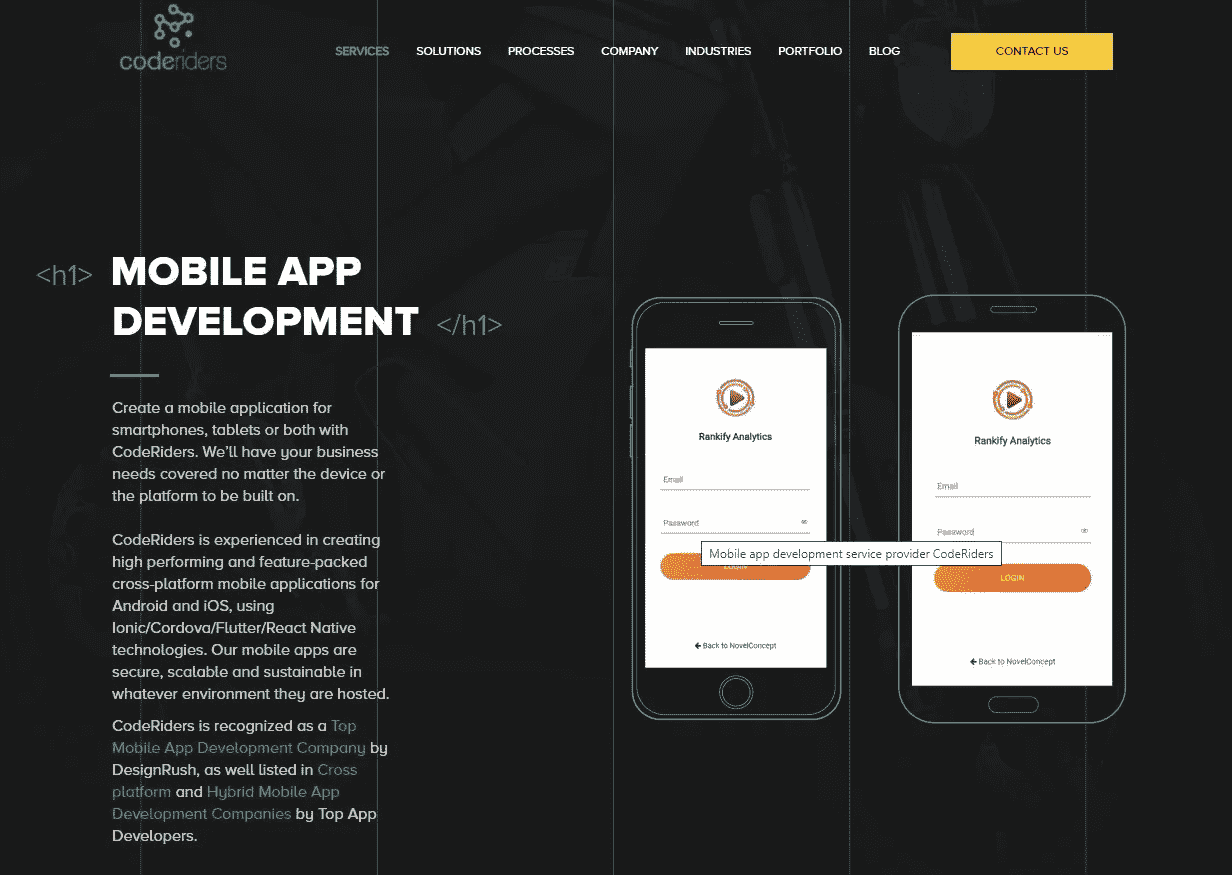 coderiders
SERVICES
SOLUTIONS
PROCESSES
COMPANY
INDUSTRIES
PORTFOLIO
BLOG
CONTACT US
<h1> MOBILE APP
DEVELOPMENT </h1>
Create a mobile application for
smartphones, tablets or both with
CodeRiders. We'll have your business
needs covered no matter the device or
the platform to be built on.
CodeRiders is experienced in creating
high performing and feature-packed
cross-platform mobile applications for
Android and iOS, using
Ionic/Cordova/Flutter/React Native
technologies. Our mobile apps are
secure, scalable and sustainable in
whatever environment they are hosted.
CodeRiders is recognized as a Top
Mobile App Development Company by
DesignRush, as well listed in Cross
platform and Hybrid Mobile App
Development Companies by Top App
Developers.
Rankify Analytics
Email
Password
Mobile app development service provider CodeRiders
← Back to NovelConcept
Rankify Analytics
Email
Password
LOGIN
← Back to NovelConcept